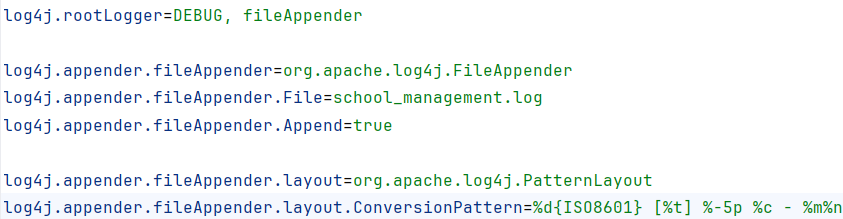 log4j.rootLogger=DEBUG, fileAppender
log4j.appender.fileAppender=org.apache.log4j.FileAppender
log4j.appender.fileAppender.File=school_management.log
log4j.appender.fileAppender.Append=true
log4j.appender.fileAppender.layout=org.apache.log4j.PatternLayout
log4j.appender.fileAppender.layout.ConversionPattern=%d{ISO8601} [%t] %-5p %c - %m%n